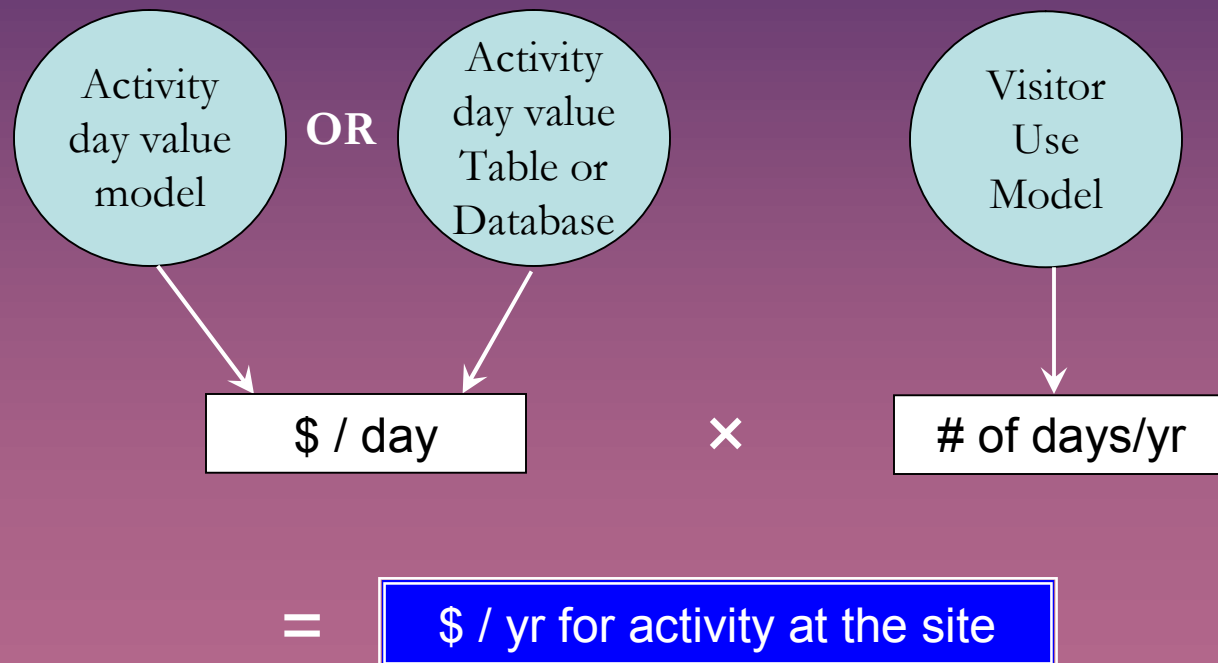 Activity
day value
model
OR
Activity
day value
Table or
Database
Visitor
Use
Model
$ / day
×
# of days/yr
=
$ / yr for activity at the site